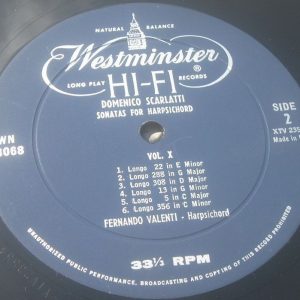 NATURAL BALANCE
Westminster
LONG PLAY RECORDS
HI-FI
DOMENICO SCARLATTI
SONATAS FOR HARPSICHORD
SIDE
2
XTV
Made in
VOL. X
1. Longo 22 in E Minor
2. Longo 288 in G Major
3. Longo 308 in D Major
4. Longo 13 in G Minor
5. Longo 5 in C Major
6. Longo 356 in C Minor
FERNANDO VALENTI - Harpsichord
33⅓ RPM
UNAUTHORIZED PUBLIC PERFORMANCE, BROADCASTING AND COPYING OF THIS RECORD PROHIBITED